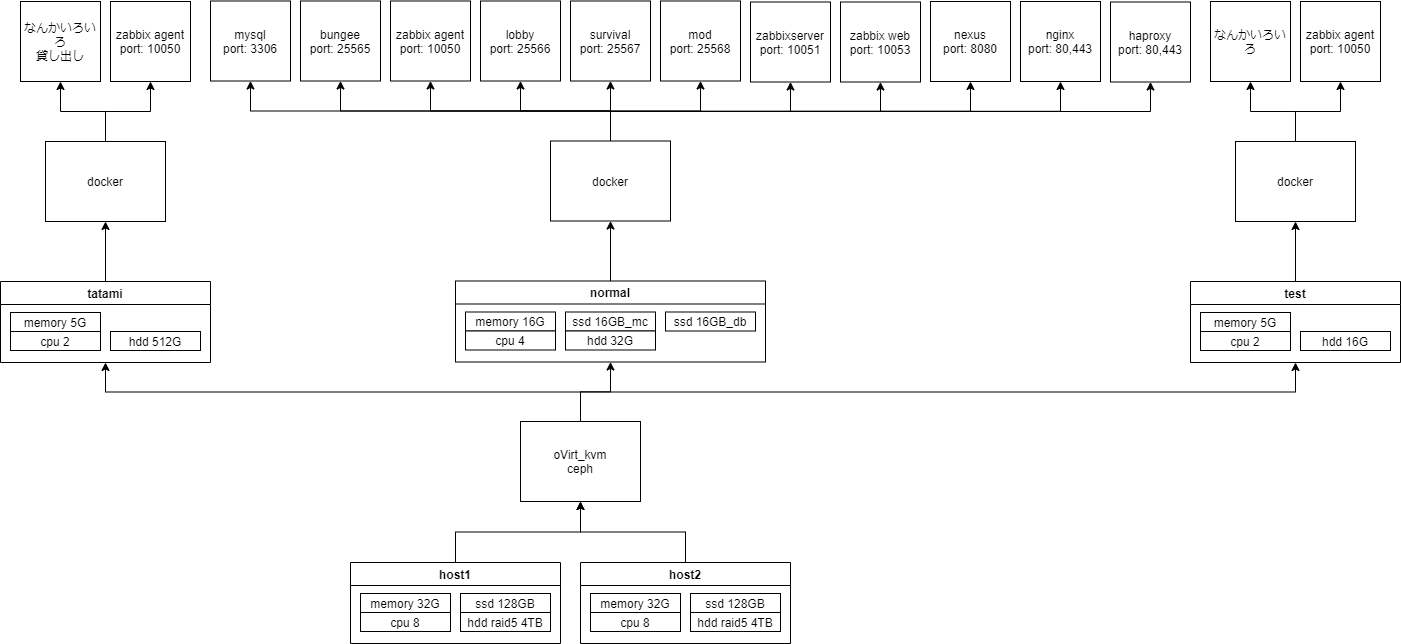 なんかいろい
ろ
貸し出し
zabbix agent
port: 10050
mysql
port: 3306
bungee
port: 25565
zabbix agent
port: 10050
lobby
port: 25566
survival
port: 25567
mod
port: 25568
zabbixserver
port: 10051
zabbix web
port: 10053
nexus
port: 8080
nginx
port: 80,443
haproxy
port: 80,443
なんかいろい
ろ
zabbix agent
port: 10050
docker
docker
docker
tatami
memory 5G
cpu 2
hdd 512G
normal
memory 16G
cpu 4
ssd 16GB_mc
hdd 32G
ssd 16GB_db
test
memory 5G
cpu 2
hdd 16G
oVirt_kvm
ceph
host1
memory 32G
cpu 8
ssd 128GB
hdd raid5 4TB
host2
memory 32G
cpu 8
ssd 128GB
hdd raid5 4TB